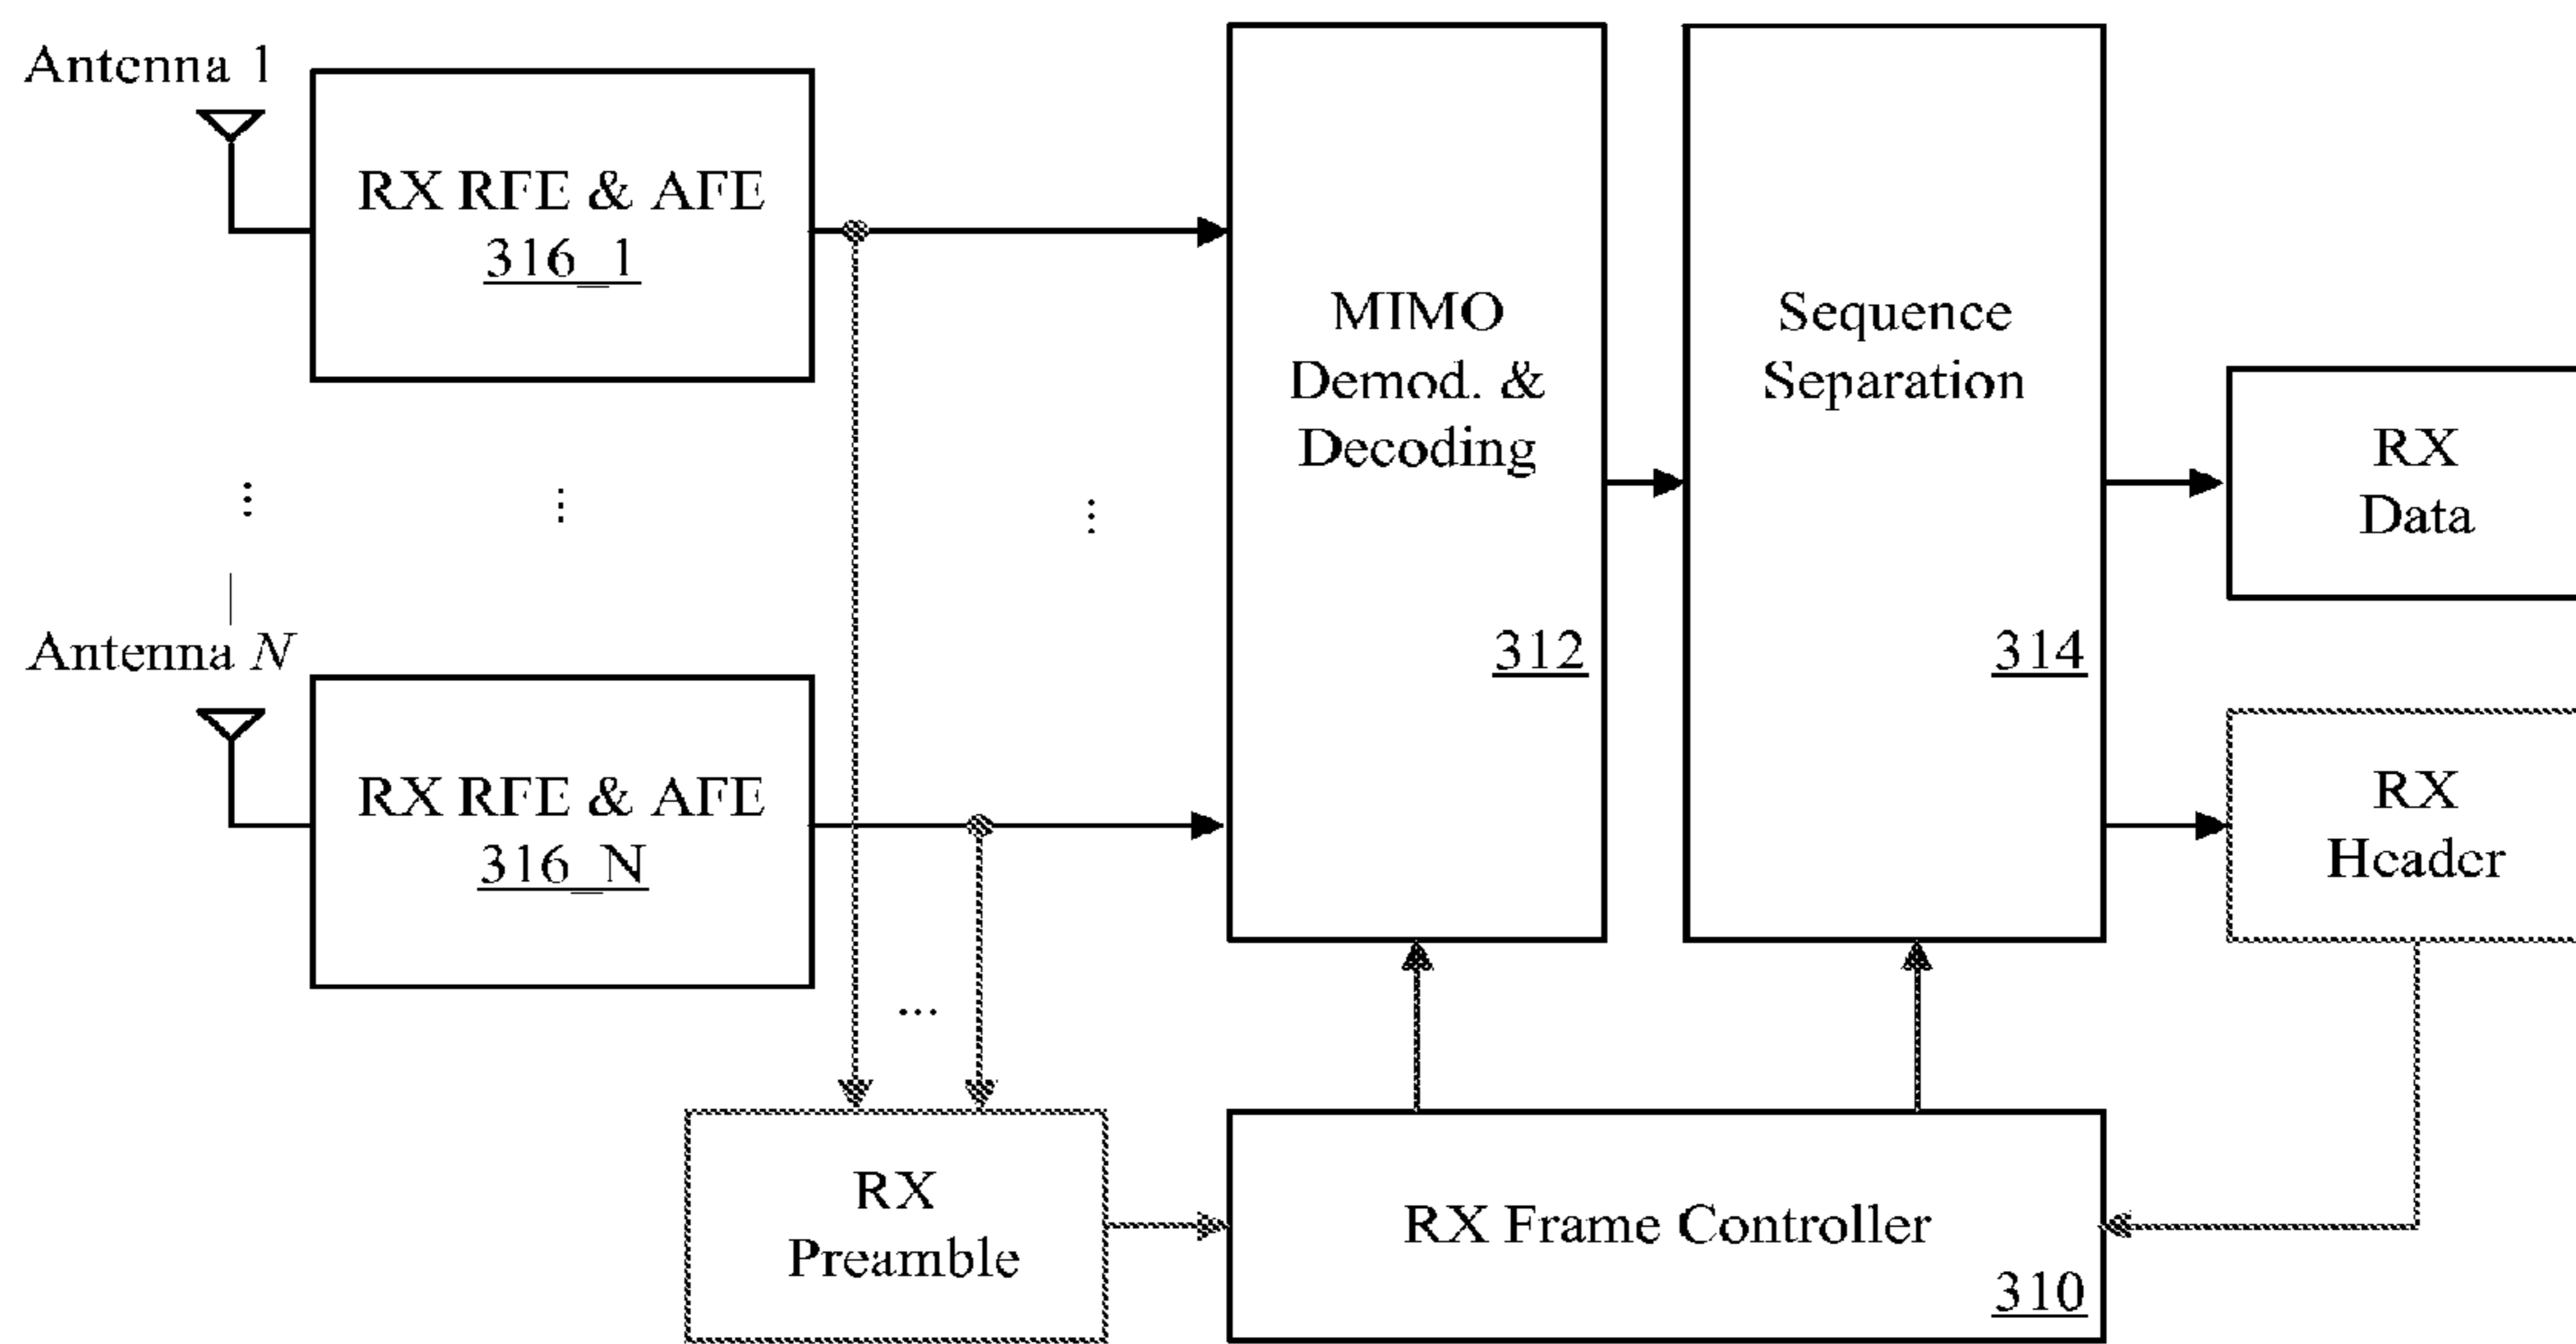 Antenna 1
RX RFE & AFE
316_1
MIMO
Demod. &
Decoding
312
Sequence
Separation
314
RX
Data
Antenna N
RX RFE & AFE
316_N
RX
Header
RX
Preamble
RX Frame Controller
310